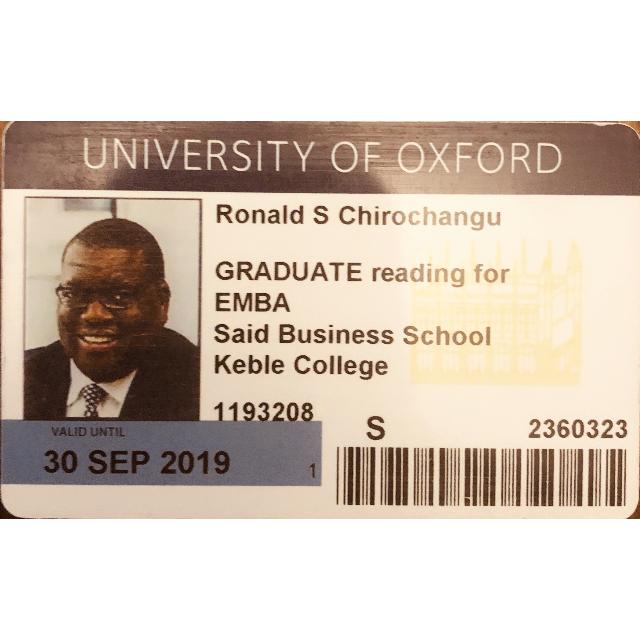 UNIVERSITY OF OXFORD
Ronald S Chirochangu
GRADUATE reading for
EMBA
Said Business School
Keble College
1193208
VALID UNTIL
30 SEP 2019
1
S
2360323